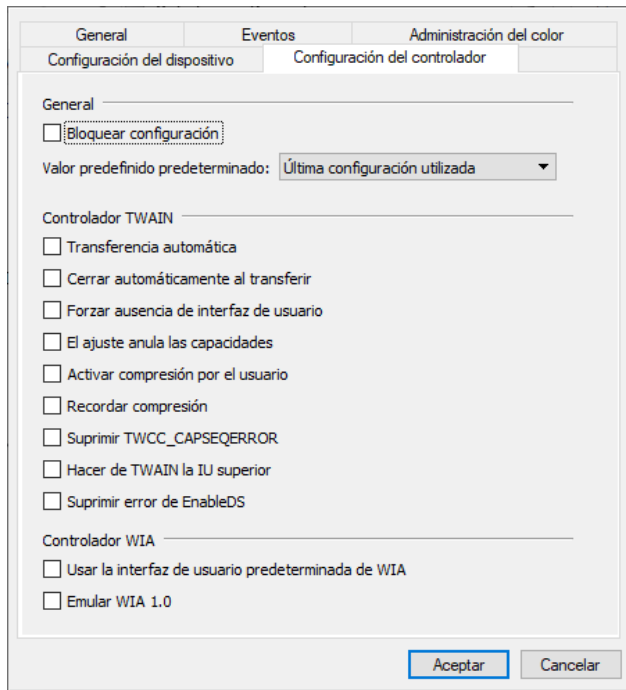 General
Eventos
Administración del color
Configuración del dispositivo
Configuración del controlador
General
Bloquear configuración
Valor predefinido predeterminado: Última configuración utilizada
Controlador TWAIN
Transferencia automática
Cerrar automáticamente al transferir
Forzar ausencia de interfaz de usuario
El ajuste anula las capacidades
Activar compresión por el usuario
Recordar compresión
Suprimir TWCC_CAPSEQERROR
Hacer de TWAIN la IU superior
Suprimir error de EnableDS
Controlador WIA
Usar la interfaz de usuario predeterminada de WIA
Emular WIA 1.0
Aceptar
Cancelar